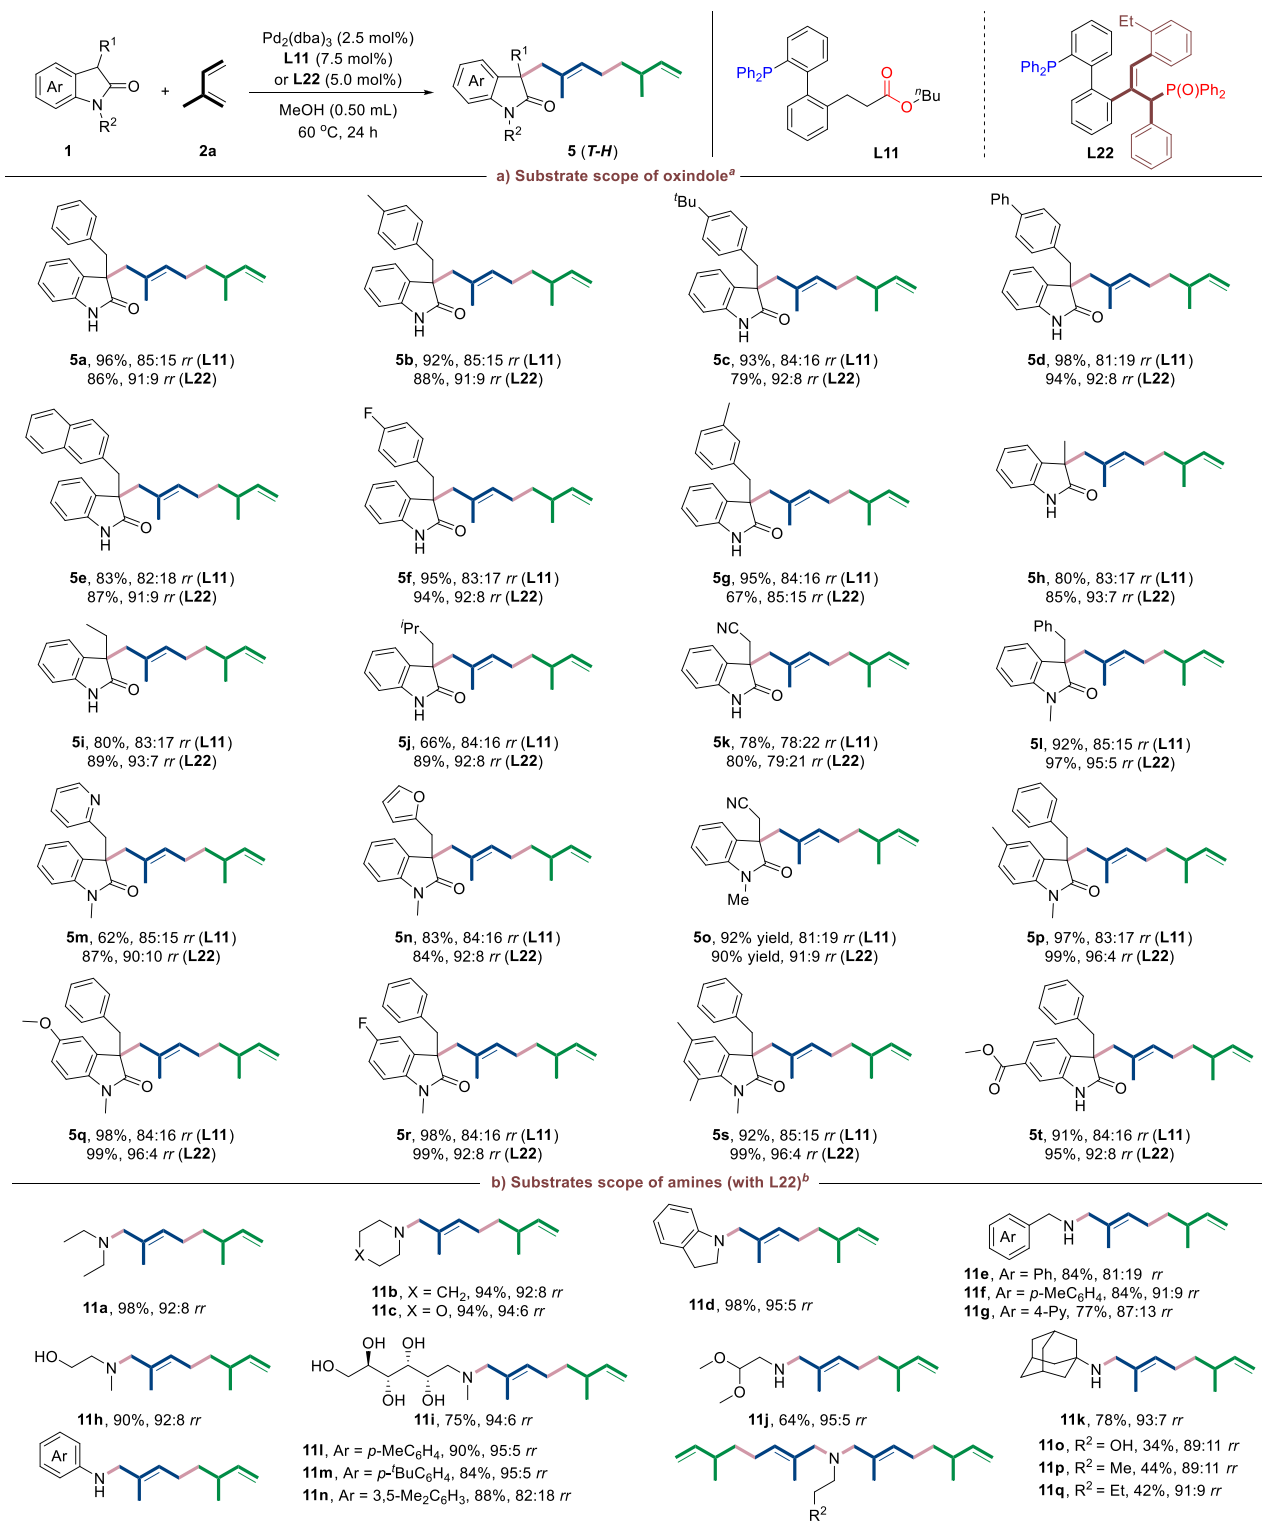 R¹
Ar
N
O
R²
1
+
2a
Pd₂(dba)₃ (2.5 mol%)
L11 (7.5 mol%)
or L22 (5.0 mol%)
MeOH (0.50 mL)
60 °C, 24 h
R¹
Ar
N
O
R²
5 (T-H)
Ph₂P
O
O
ⁿBu
L11
Et
Ph₂P
P(O)Ph₂
L22
a) Substrate scope of oxindoleᵃ
N
H
O
5a, 96%, 85:15 rr (L11)
86%, 91:9 rr (L22)
N
H
O
5b, 92%, 85:15 rr (L11)
88%, 91:9 rr (L22)
ᵗBu
N
H
O
5c, 93%, 84:16 rr (L11)
79%, 92:8 rr (L22)
Ph
N
H
O
5d, 98%, 81:19 rr (L11)
94%, 92:8 rr (L22)
N
H
O
5e, 83%, 82:18 rr (L11)
87%, 91:9 rr (L22)
F
N
H
O
5f, 95%, 83:17 rr (L11)
94%, 92:8 rr (L22)
N
H
O
5g, 95%, 84:16 rr (L11)
67%, 85:15 rr (L22)
N
H
O
5h, 80%, 83:17 rr (L11)
85%, 93:7 rr (L22)
N
H
O
5i, 80%, 83:17 rr (L11)
89%, 93:7 rr (L22)
ⁱPr
N
H
O
5j, 66%, 84:16 rr (L11)
89%, 92:8 rr (L22)
NC
N
H
O
5k, 78%, 78:22 rr (L11)
80%, 79:21 rr (L22)
Ph
N
O
5l, 92%, 85:15 rr (L11)
97%, 95:5 rr (L22)
N
N
O
5m, 62%, 85:15 rr (L11)
87%, 90:10 rr (L22)
O
N
O
5n, 83%, 84:16 rr (L11)
84%, 92:8 rr (L22)
NC
N
O
Me
5o, 92% yield, 81:19 rr (L11)
90% yield, 91:9 rr (L22)
N
O
5p, 97%, 83:17 rr (L11)
99%, 96:4 rr (L22)
O
N
O
5q, 98%, 84:16 rr (L11)
99%, 96:4 rr (L22)
F
N
O
5r, 98%, 84:16 rr (L11)
99%, 92:8 rr (L22)
N
O
5s, 92%, 85:15 rr (L11)
99%, 96:4 rr (L22)
O
O
N
H
O
5t, 91%, 84:16 rr (L11)
95%, 92:8 rr (L22)
b) Substrates scope of amines (with L22)ᵇ
N
11a, 98%, 92:8 rr
N
X
11b, X = CH₂, 94%, 92:8 rr
11c, X = O, 94%, 94:6 rr
N
11d, 98%, 95:5 rr
Ar
NH
11e, Ar = Ph, 84%, 81:19 rr
11f, Ar = p-MeC₆H₄, 84%, 91:9 rr
11g, Ar = 4-Py, 77%, 87:13 rr
HO
N
11h, 90%, 92:8 rr
OH
OH
HO
N
OH
OH
11i, 75%, 94:6 rr
O
O
NH
11j, 64%, 95:5 rr
NH
11k, 78%, 93:7 rr
Ar
NH
11l, Ar = p-MeC₆H₄, 90%, 95:5 rr
11m, Ar = p-ᵗBuC₆H₄, 84%, 95:5 rr
11n, Ar = 3,5-Me₂C₆H₃, 88%, 82:18 rr
N
R²
11o, R² = OH, 34%, 89:11 rr
11p, R² = Me, 44%, 89:11 rr
11q, R² = Et, 42%, 91:9 rr